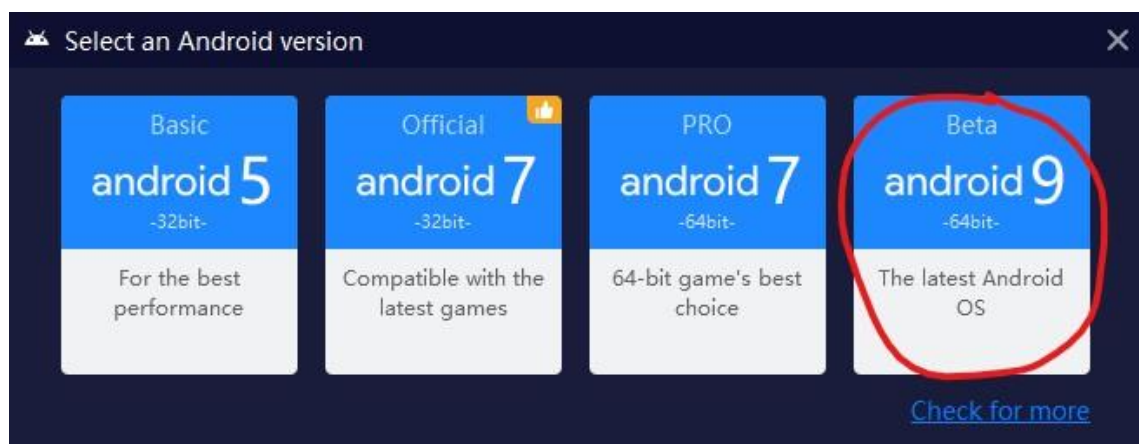 Select an Android version
Basic
android 5
-32bit-
For the best
performance
Official
android 7
-32bit-
Compatible with the
latest games
PRO
android 7
-64bit-
64-bit game's best
choice
Beta
android 9
-64bit-
The latest Android
OS
Check for more